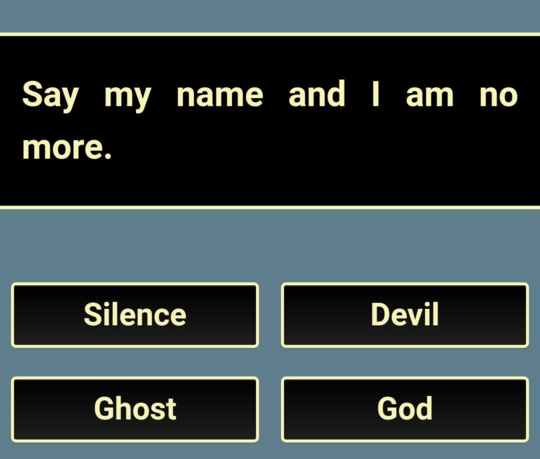 Say my name and I am no
more.
Silence
Devil
Ghost
God